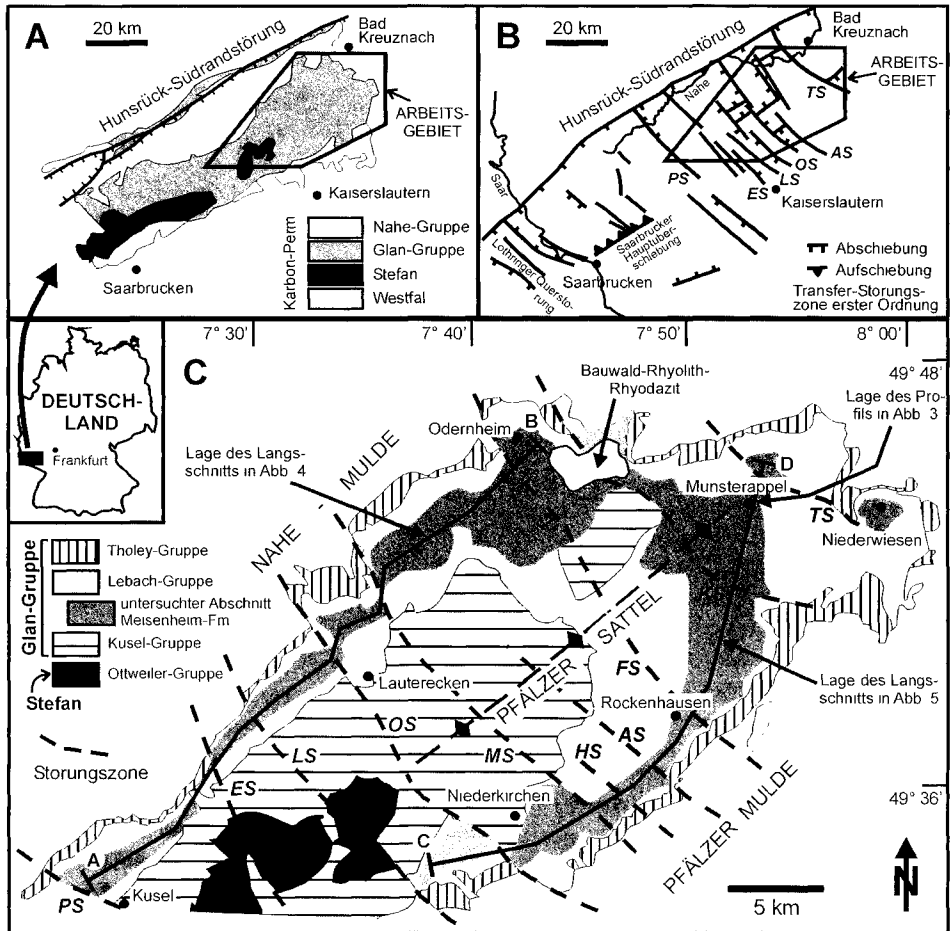 A
20 km
Bad
Kreuznach
Hunsrück-Südrandstörung
ARBEITS-
GEBIET
Kaiserslautern
Saarbrucken
Karbon-Perm
Nahe-Gruppe
Glan-Gruppe
Stefan
Westfal
B
20 km
Bad
Kreuznach
Hunsrück-Südrandstörung
Nahe
ARBEITS-
GEBIET
TS
AS
OS
LS
ES
PS
Kaiserslautern
Saar
Saarbrucker
Hauptuber-
schiebung
Lothringer Querstö-
rung
Saarbrucken
Abschiebung
Aufschiebung
Transfer-Storungs-
zone erster Ordnung
7° 30'
7° 40'
7° 50'
8° 00'
49° 48'
49° 36'
DEUTSCH-
LAND
Frankfurt
C
Bauwald-Rhyolith-
Rhyodazit
Lage des Pro-
fils in Abb 3
Odernheim
B
Lage des Langs-
schnitts in Abb 4
NAHE MULDE
Munsterappel
D
TS
Niederwiesen
Glan-Gruppe
Tholey-Gruppe
Lebach-Gruppe
untersuchter Abschnitt
Meisenheim-Fm
Kusel-Gruppe
Ottweiler-Gruppe
Stefan
Storungszone
Lauterecken
PFÄLZER SATTEL
FS
Rockenhausen
Lage des Langs-
schnitts in Abb 5
OS
LS
ES
MS
HS
AS
Niederkirchen
PFÄLZER MULDE
A
C
PS
Kusel
5 km
N